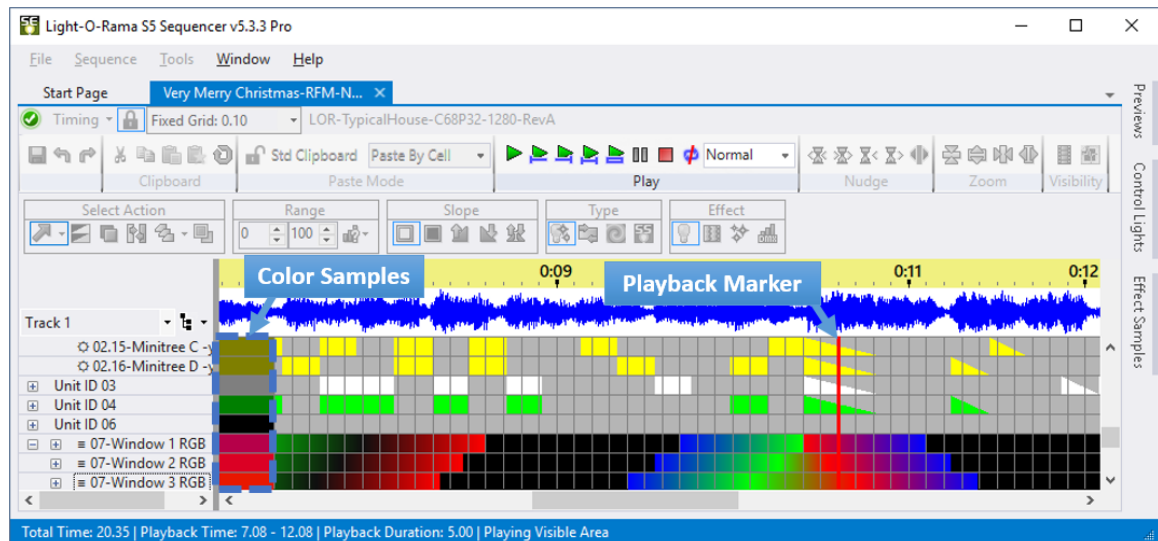 Light-O-Rama S5 Sequencer v5.3.3 Pro
File Sequence Tools Window Help
Start Page Very Merry Christmas-RFM-N...
Timing Fixed Grid: 0.10 LOR-TypicalHouse-C68P32-1280-RevA
Std Clipboard Paste By Cell Normal
Clipboard Paste Mode Play Nudge Zoom Visibility
Select Action Range Slope Type Effect
0 100
Color Samples 0:09 Playback Marker 0:11 0:12
Track 1
02.15-Minitree C -y
02.16-Minitree D -y
Unit ID 03
Unit ID 04
Unit ID 06
07-Window 1 RGB
07-Window 2 RGB
07-Window 3 RGB
Total Time: 20.35 | Playback Time: 7.08 - 12.08 | Playback Duration: 5.00 | Playing Visible Area
Previews
Control Lights
Effect Samples